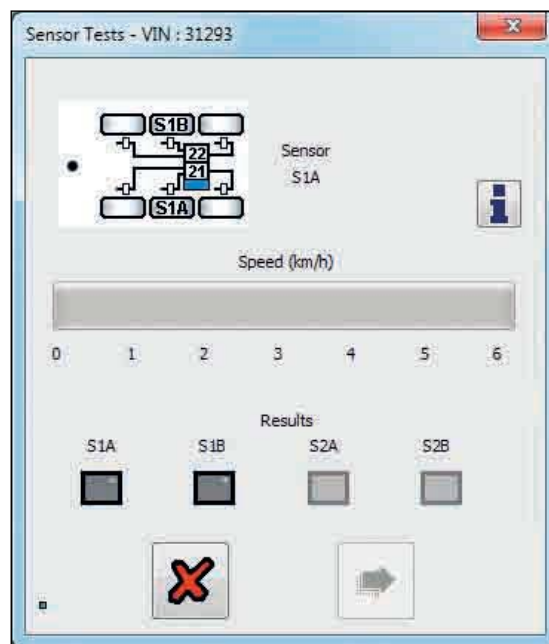 Sensor Tests - VIN : 31293
S1B
22
21
S1A
Sensor
S1A
Speed (km/h)
0 1 2 3 4 5 6
Results
S1A S1B S2A S2B